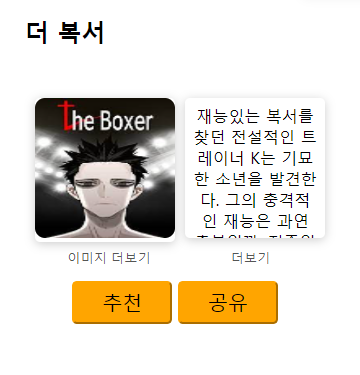 더 복서
the Boxer
재능있는 복서를
찾던 전설적인 트
레이너 K는 기묘
한 소년을 발견한
다. 그의 충격적
인 재능은 과연
이미지 더보기
더보기
추천
공유